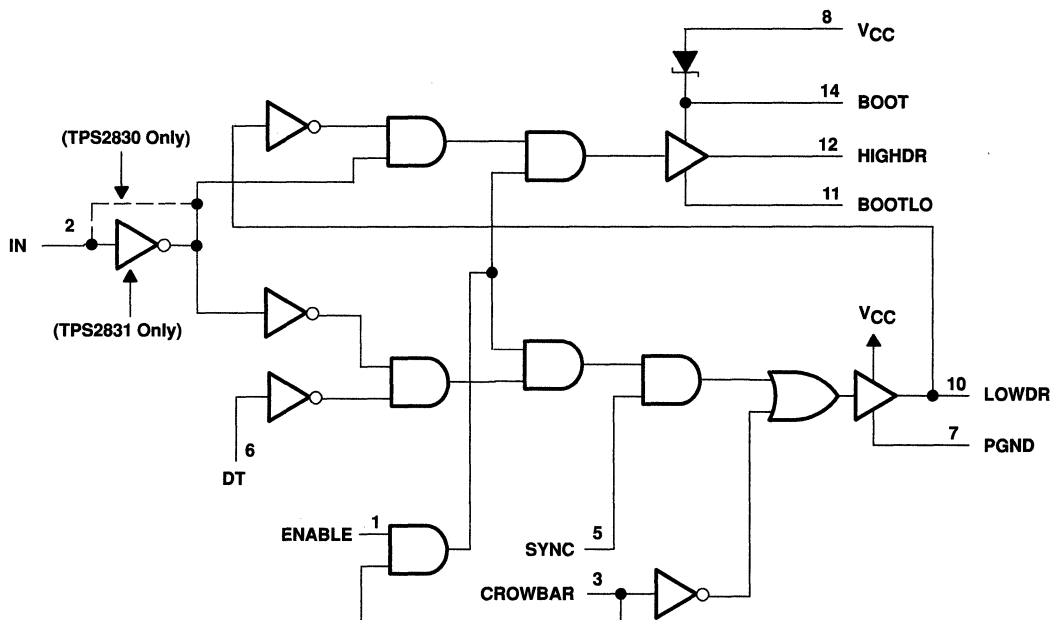 8 VCC
14 BOOT
(TPS2830 Only)
12 HIGHDR
11 BOOTLO
2
IN
(TPS2831 Only)
VCC
10 LOWDR
7 PGND
6
DT
1
ENABLE
5
SYNC
3
CROWBAR